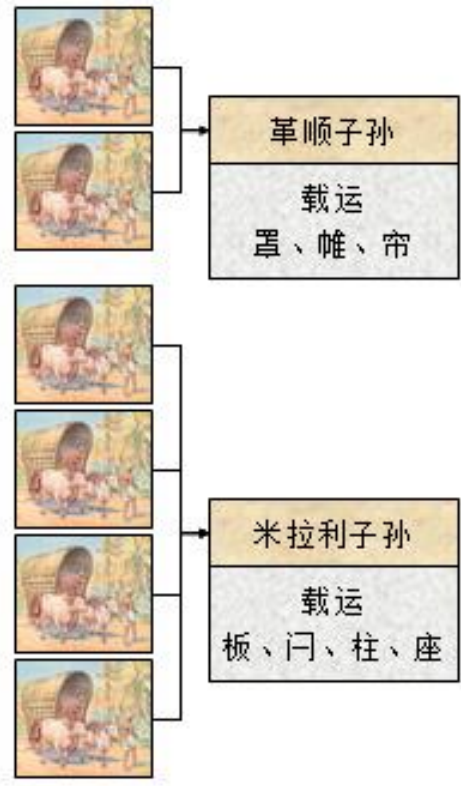 革顺子孙
载运
罩、帷、帘
米拉利子孙
载运
板、闩、柱、座